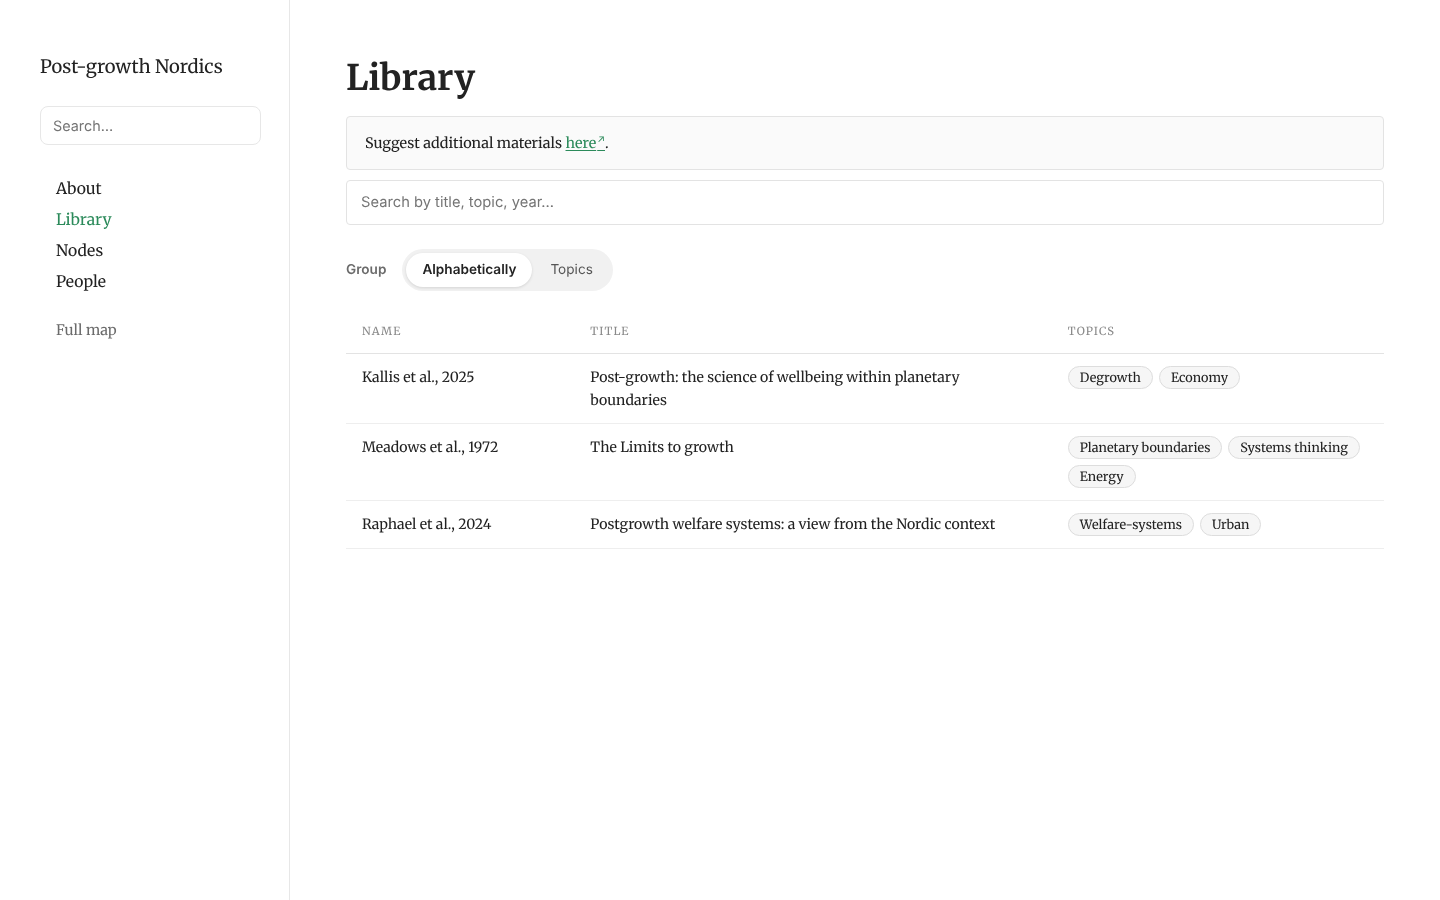 Post-growth Nordics
Search...
About
Library
Nodes
People
Full map
Library
Suggest additional materials here↗.
Search by title, topic, year...
Group Alphabetically Topics
NAME TITLE TOPICS
Kallis et al., 2025 Post-growth: the science of wellbeing within planetary Degrowth Economy
boundaries
Meadows et al., 1972 The Limits to growth Planetary boundaries Systems thinking
Energy
Raphael et al., 2024 Postgrowth welfare systems: a view from the Nordic context Welfare-systems Urban